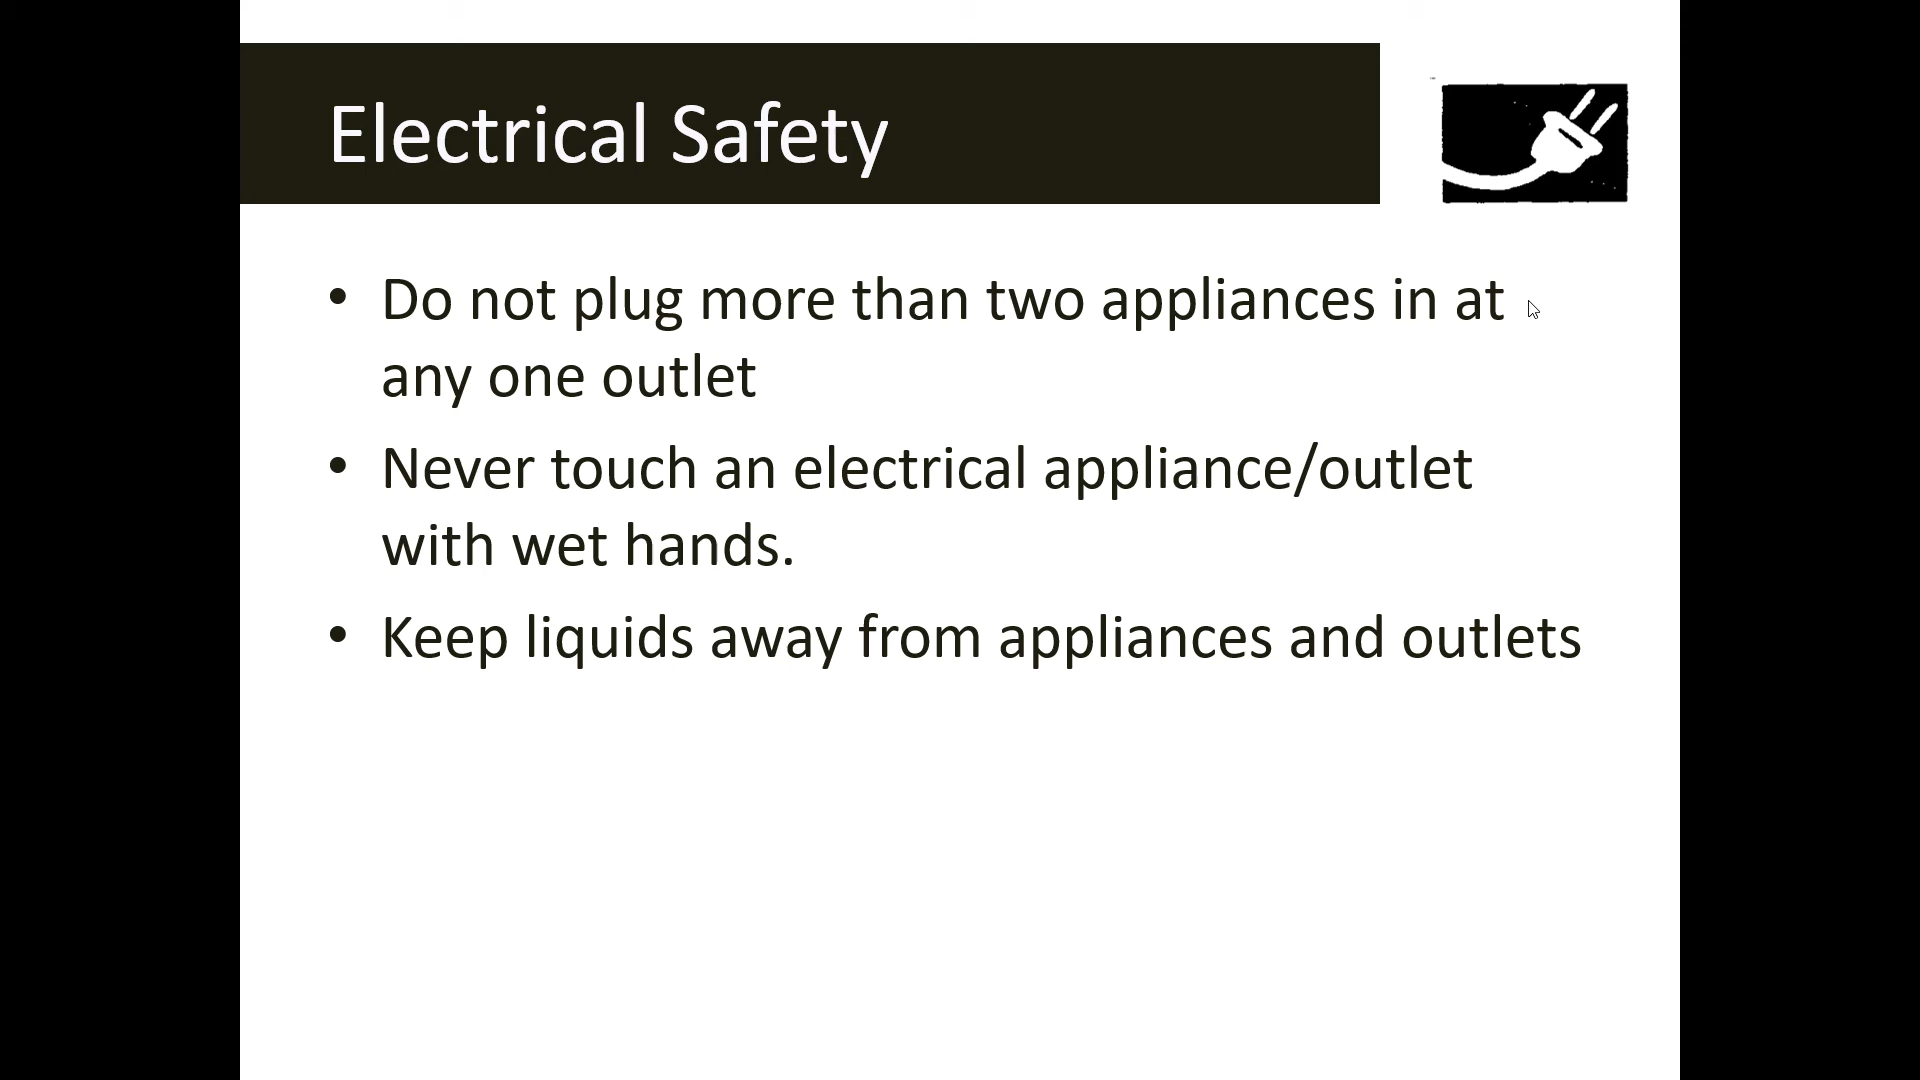 Electrical Safety
• Do not plug more than two appliances in at
any one outlet
• Never touch an electrical appliance/outlet
with wet hands.
• Keep liquids away from appliances and outlets